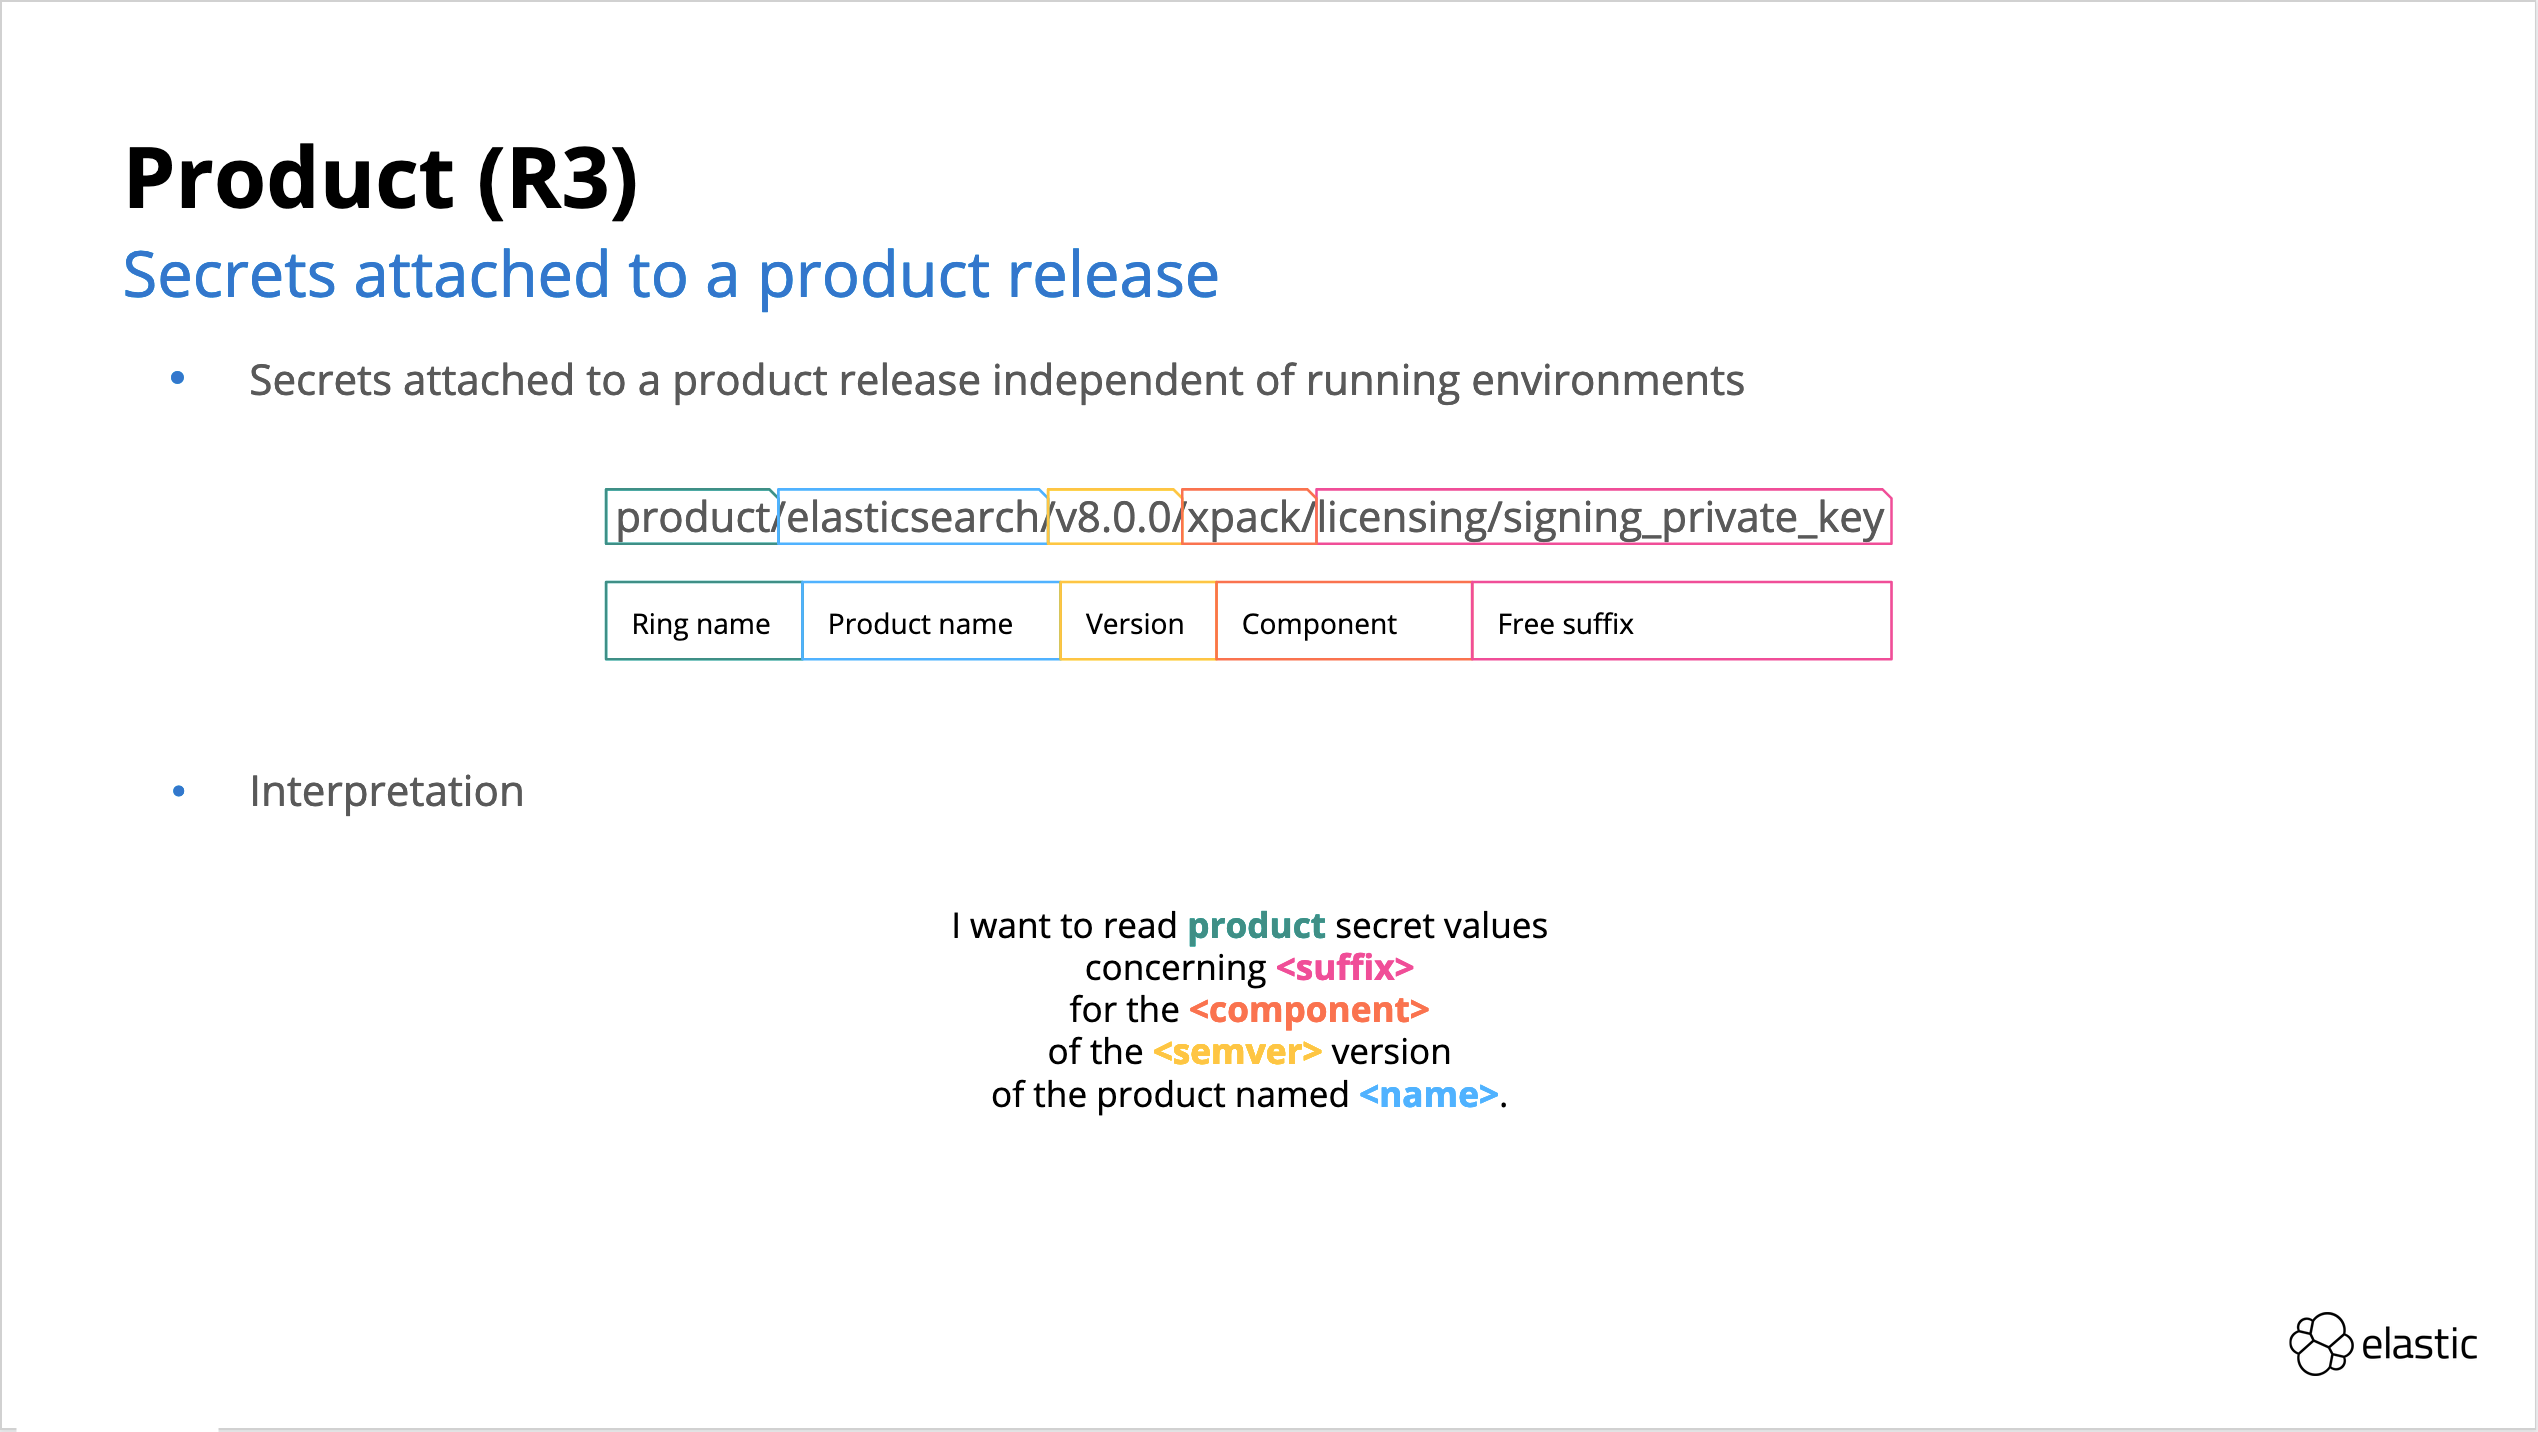 Product (R3)
Secrets attached to a product release
• Secrets attached to a product release independent of running environments
product/elasticsearch/v8.0.0/xpack/licensing/signing_private_key
Ring name Product name Version Component Free suffix
• Interpretation
I want to read product secret values
concerning <suffix>
for the <component>
of the <semver> version
of the product named <name>.
elastic